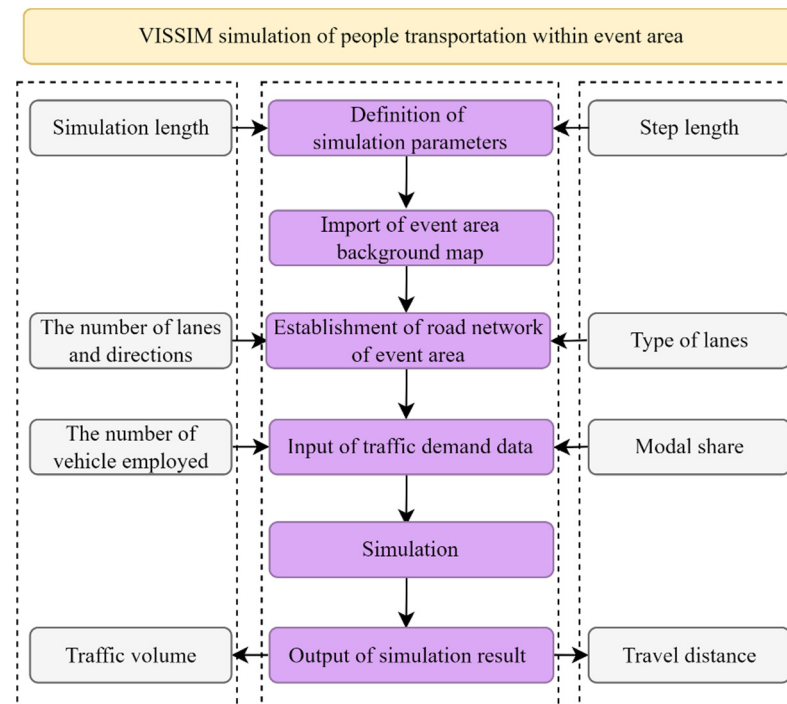 VISSIM simulation of people transportation within event area
Simulation length
Definition of
simulation parameters
Step length
Import of event area
background map
The number of lanes
and directions
Establishment of road network
of event area
Type of lanes
The number of
vehicle employed
Input of traffic demand data
Modal share
Simulation
Traffic volume
Output of simulation result
Travel distance